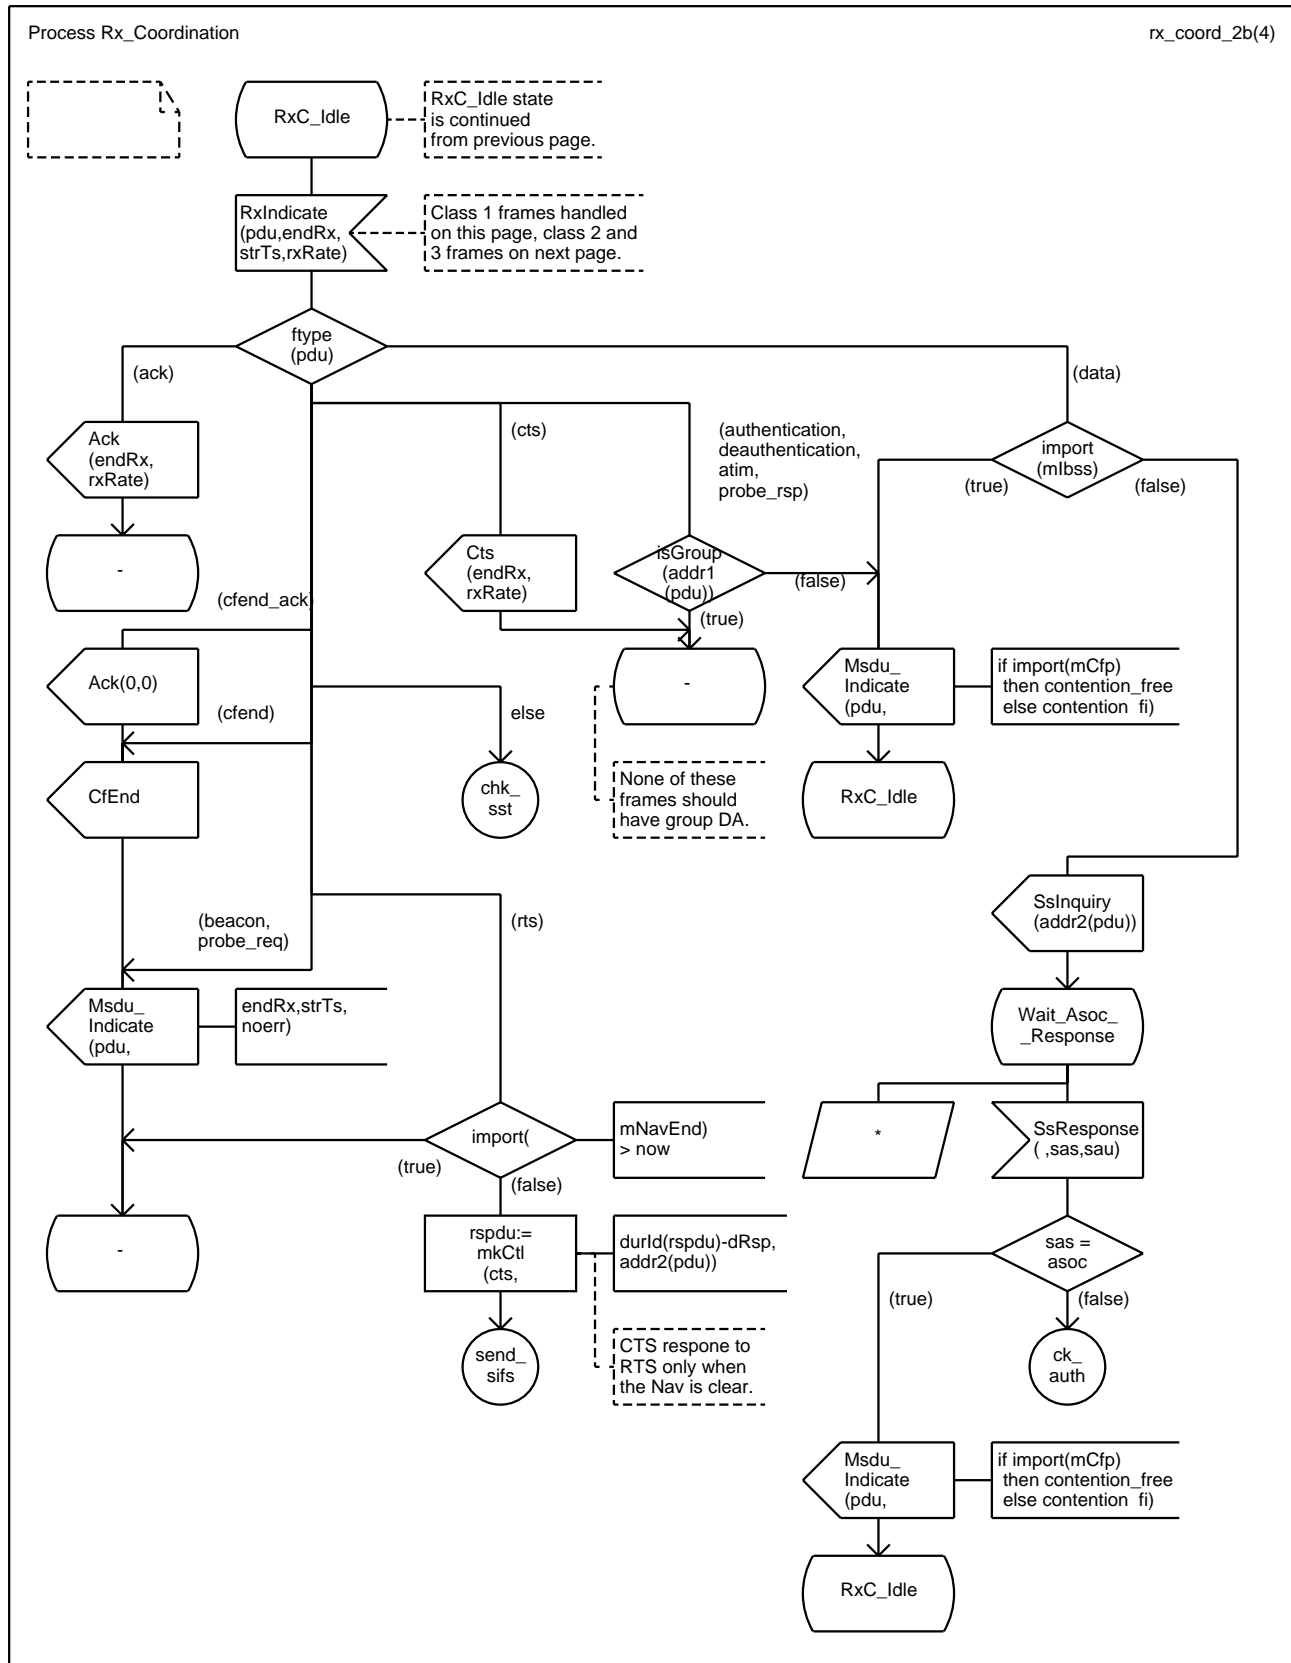 Process Rx_Coordination
rx_coord_2b(4)
RxC_Idle
RxC_Idle state
is continued
from previous page.
RxIndicate
(pdu,endRx,
strTs,rxRate)
Class 1 frames handled
on this page, class 2 and
3 frames on next page.
ftype
(pdu)
(ack)
(data)
Ack
(endRx,
rxRate)
(cts)
(authentication,
deauthentication,
atim,
probe_rsp)
import
(mIbss)
(true)
(false)
-
Cts
(endRx,
rxRate)
isGroup
(addr1
(pdu))
(false)
(true)
(cfend_ack)
Ack(0,0)
-
Msdu_
Indicate
(pdu,
if import(mCfp)
then contention_free
else contention fi)
(cfend)
else
CfEnd
chk_
sst
None of these
frames should
have group DA.
RxC_Idle
(beacon,
probe_req)
(rts)
SsInquiry
(addr2(pdu))
Msdu_
Indicate
(pdu,
endRx,strTs,
noerr)
Wait_Asoc_
_Response
import(
mNavEnd)
> now
(true)
(false)
*
SsResponse
( ,sas,sau)
-
rspdu:=
mkCtl
(cts,
durId(rspdu)-dRsp,
addr2(pdu))
sas =
asoc
(true)
(false)
send_
sifs
CTS respone to
RTS only when
the Nav is clear.
ck_
auth
Msdu_
Indicate
(pdu,
if import(mCfp)
then contention_free
else contention fi)
RxC_Idle